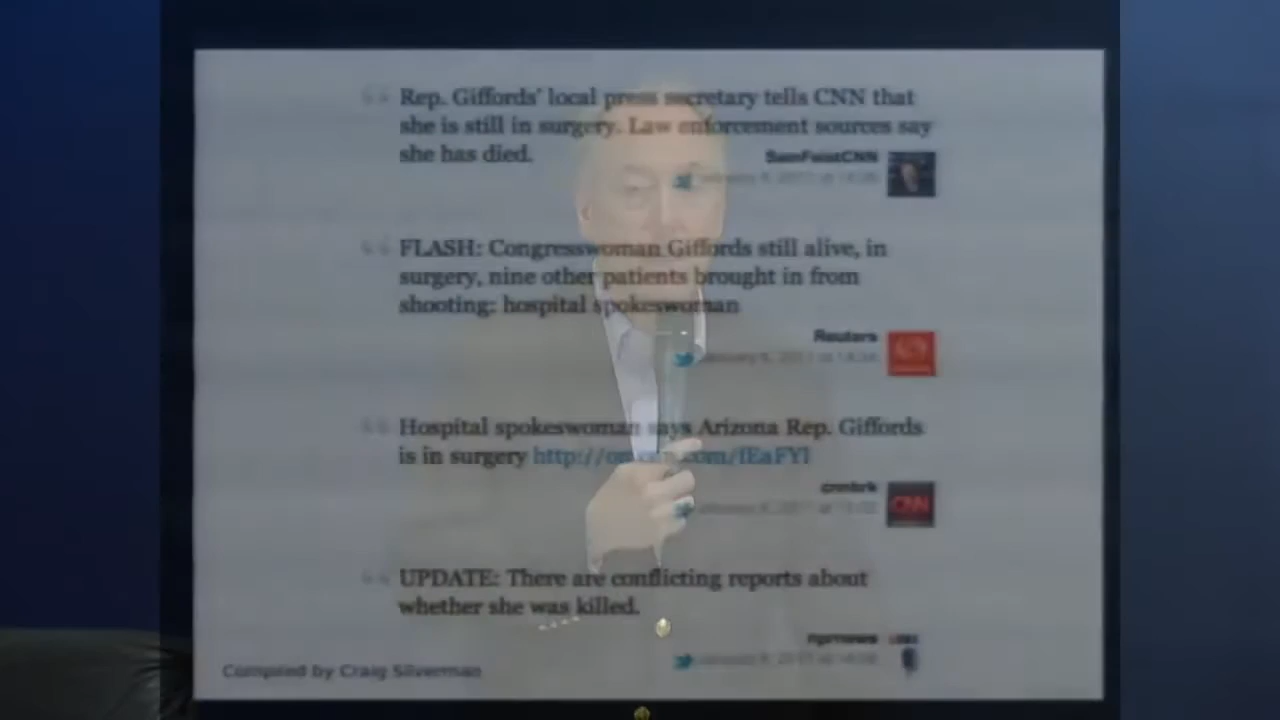 Rep. Giffords' local press secretary tells CNN that
she is still in surgery. Law enforcement sources say
she has died.
SamFeistCNN
FLASH: Congresswoman Giffords still alive, in
surgery, nine other patients brought in from
shooting: hospital spokeswoman
Reuters
Hospital spokeswoman says Arizona Rep. Giffords
is in surgery
cnnbrk
CNN
UPDATE: There are conflicting reports about
whether she was killed.
nprnews
Compiled by Craig Silverman